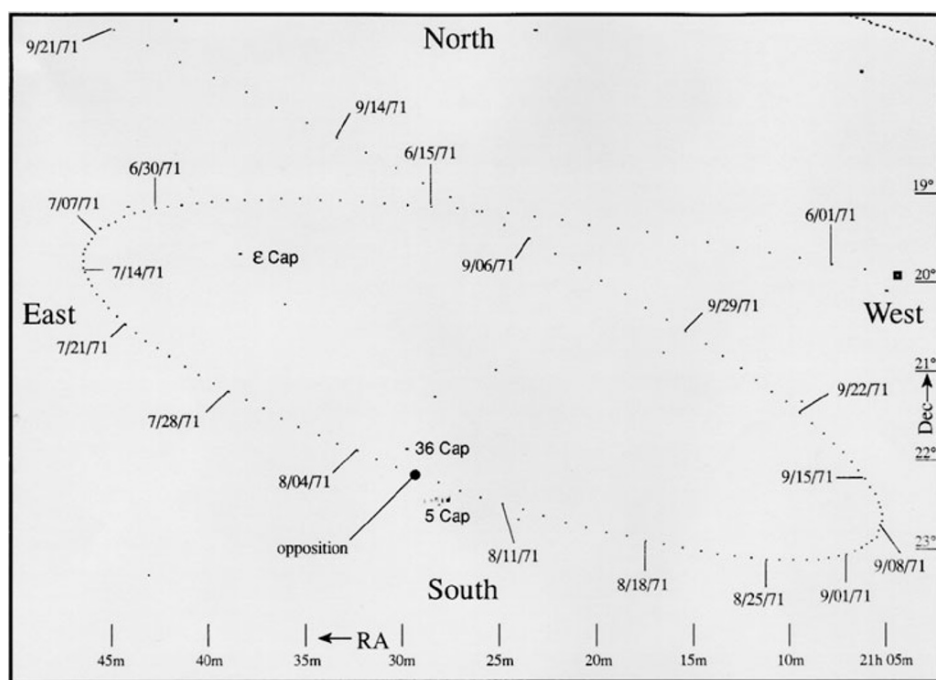 North
9/21/71
9/14/71
6/15/71
6/30/71
19°
7/07/71
6/01/71
ε Cap
9/06/71
7/14/71
20°
East
9/29/71
West
7/21/71
21°
9/22/71
Dec→
7/28/71
36 Cap
22°
8/04/71
9/15/71
5 Cap
opposition
8/11/71
23°
9/08/71
8/18/71
8/25/71
9/01/71
South
← RA
45m 40m 35m 30m 25m 20m 15m 10m 21h 05m